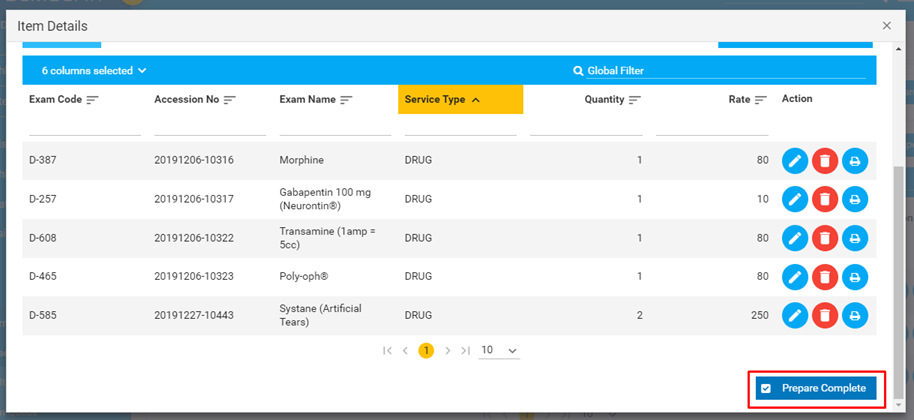 Item Details
6 columns selected
Global Filter
Exam Code Accession No Exam Name Service Type Quantity Rate Action
D-387 20191206-10316 Morphine DRUG 1 80
D-257 20191206-10317 Gabapentin 100 mg (Neurontin®) DRUG 1 10
D-608 20191206-10322 Transamine (1amp = 5cc) DRUG 1 80
D-465 20191206-10323 Poly-oph® DRUG 1 80
D-585 20191227-10443 Systane (Artificial Tears) DRUG 2 250
1 10
Prepare Complete